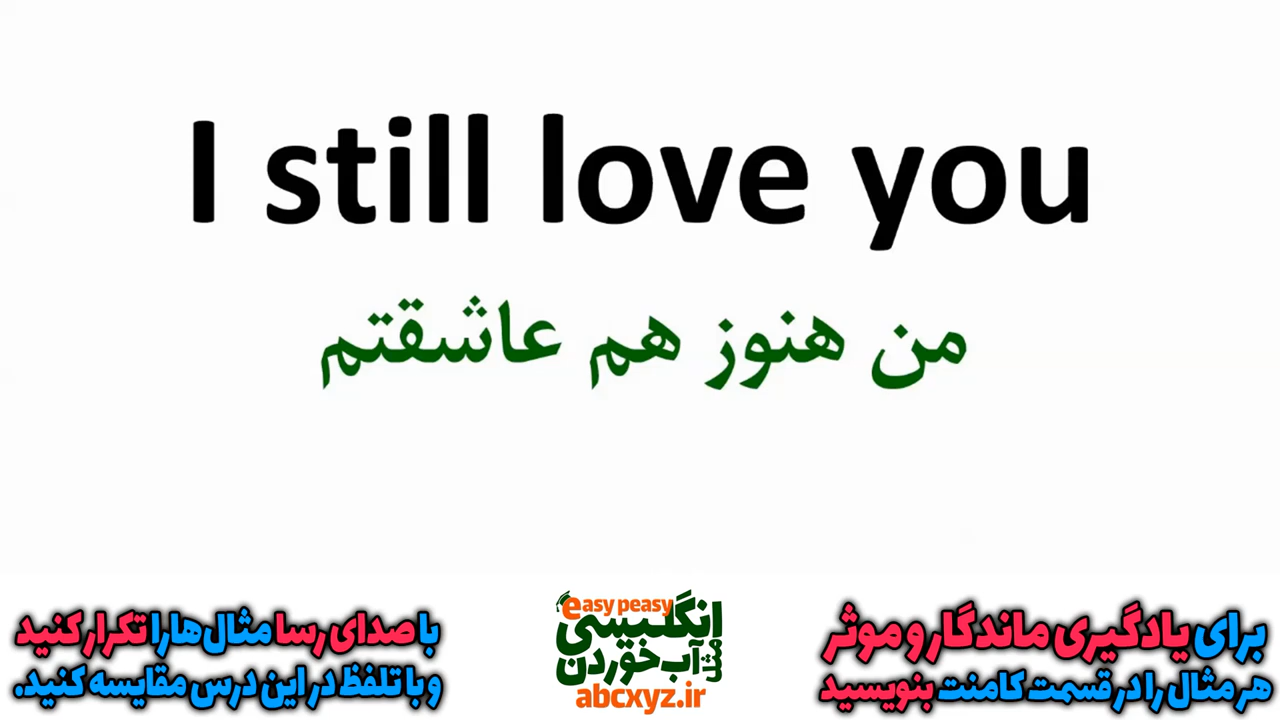 I still love you
من هنوز هم عاشقتم
برای یادگیری ماندگار و موثر
هر مثال را در قسمت کامنت بنویسید
easy peasy
انگلیسی
مثل
آب خوردن
abcxyz.ir
با صدای رسا مثال‌ها را تکرار کنید
و با تلفظ در این درس مقایسه کنید.